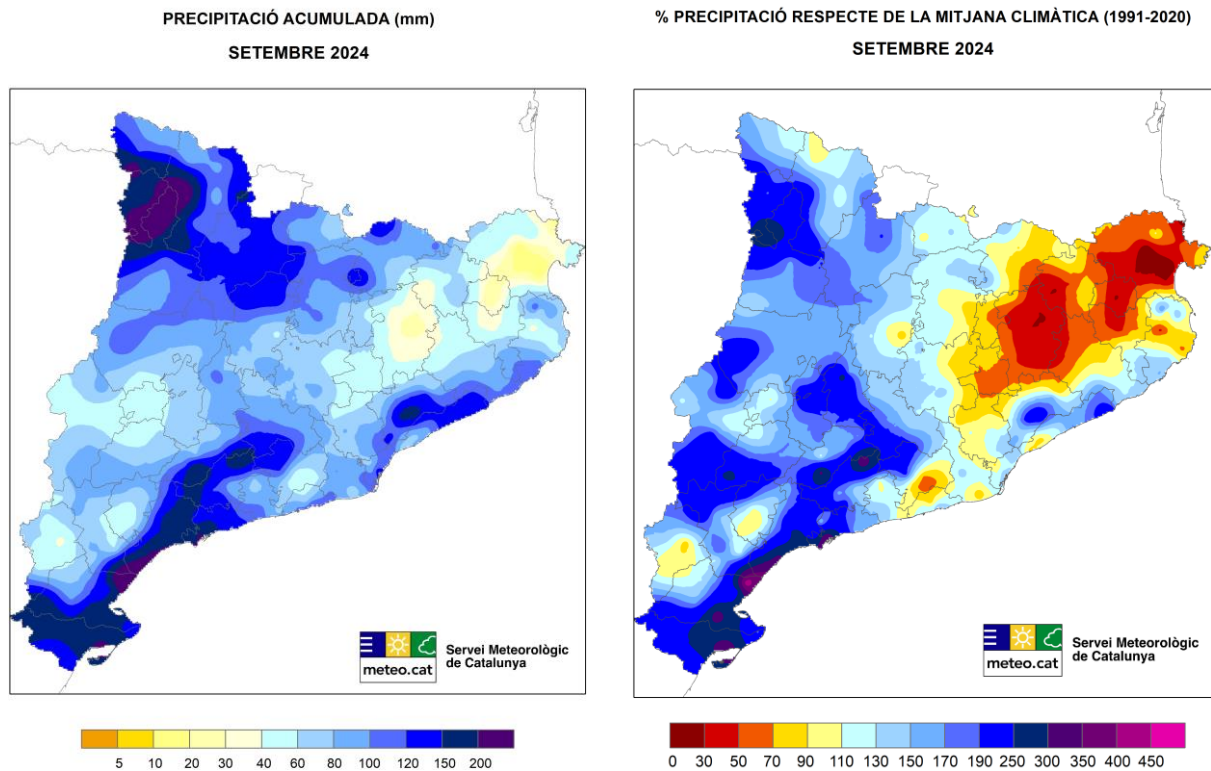 PRECIPITACIÓ ACUMULADA (mm)
SETEMBRE 2024
Servei Meteorològic
de Catalunya
meteo.cat
5 10 20 30 40 60 80 100 120 150 200
% PRECIPITACIÓ RESPECTE DE LA MITJANA CLIMÀTICA (1991-2020)
SETEMBRE 2024
Servei Meteorològic
de Catalunya
meteo.cat
0 30 50 70 90 110 130 150 170 190 250 300 350 400 450